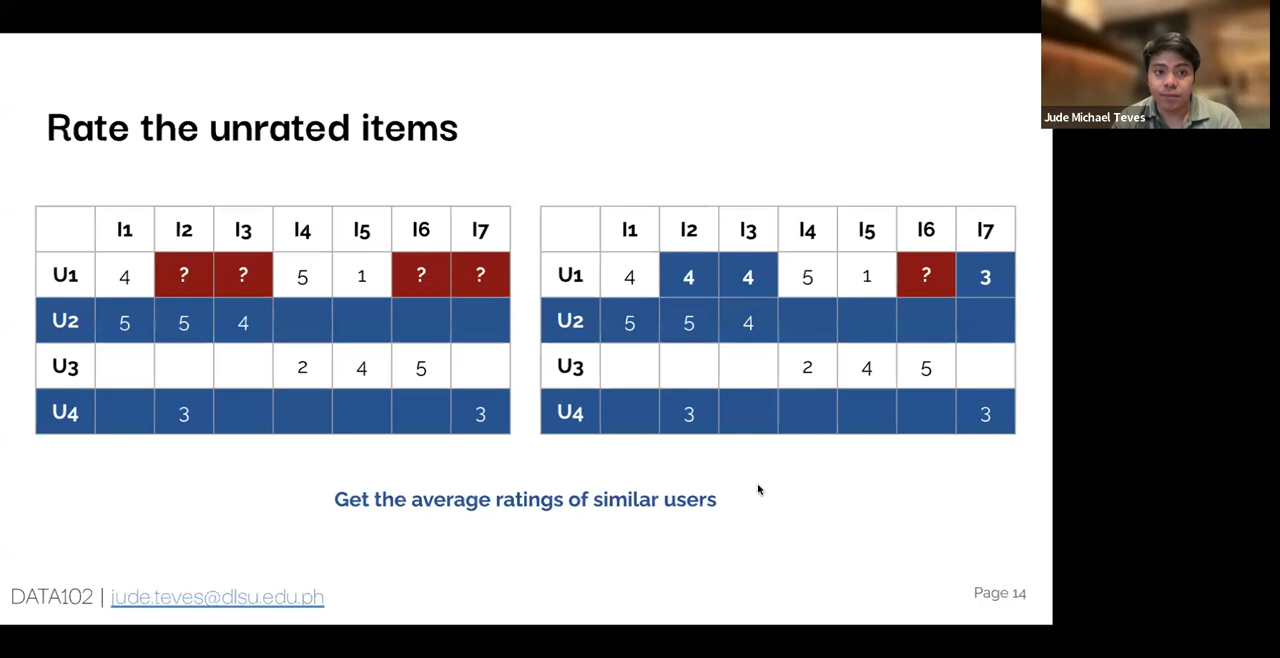 Jude Michael Teves
Rate the unrated items
I1 I2 I3 I4 I5 I6 I7
U1 4 ? ? 5 1 ? ?
U2 5 5 4
U3 2 4 5
U4 3 3
I1 I2 I3 I4 I5 I6 I7
U1 4 4 4 5 1 ? 3
U2 5 5 4
U3 2 4 5
U4 3 3
Get the average ratings of similar users
DATA102 | jude.teves@dlsu.edu.ph
Page 14